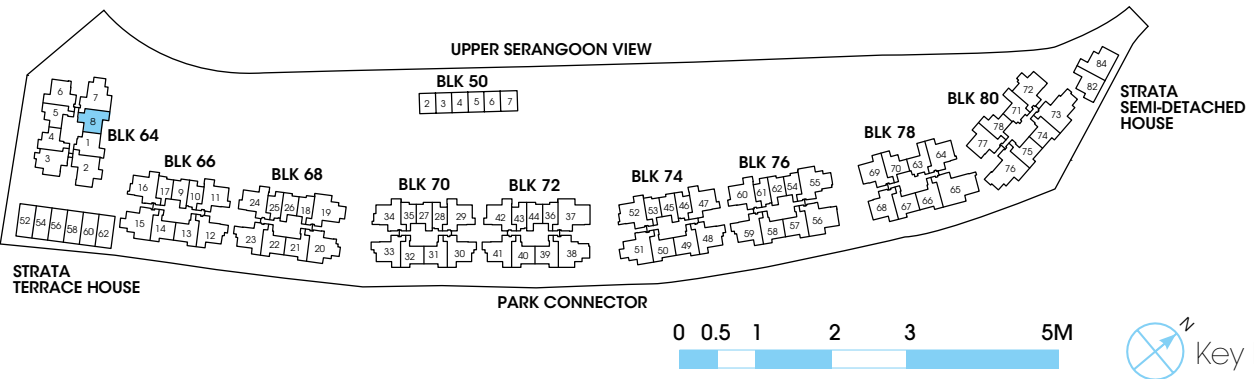 UPPER SERANGOON VIEW
BLK 50
2 3 4 5 6 7
84
82
STRATA
SEMI-DETACHED
HOUSE
BLK 80
72
71
73
78
74
77
75
76
6
7
5
8
4
1
3
2
BLK 64
BLK 66
16 17 9 10 11
15 14 13 12
BLK 68
24 25 26 18 19
23 22 21 20
BLK 70
34 35 27 28 29
33 32 31 30
BLK 72
42 43 44 36 37
41 40 39 38
BLK 74
52 53 45 46 47
51 50 49 48
BLK 76
60 61 62 54 55
59 58 57 56
BLK 78
69 70 63 64
68 67 66 65
52 54 56 58 60 62
STRATA
TERRACE HOUSE
PARK CONNECTOR
0 0.5 1 2 3 5M
N
Key